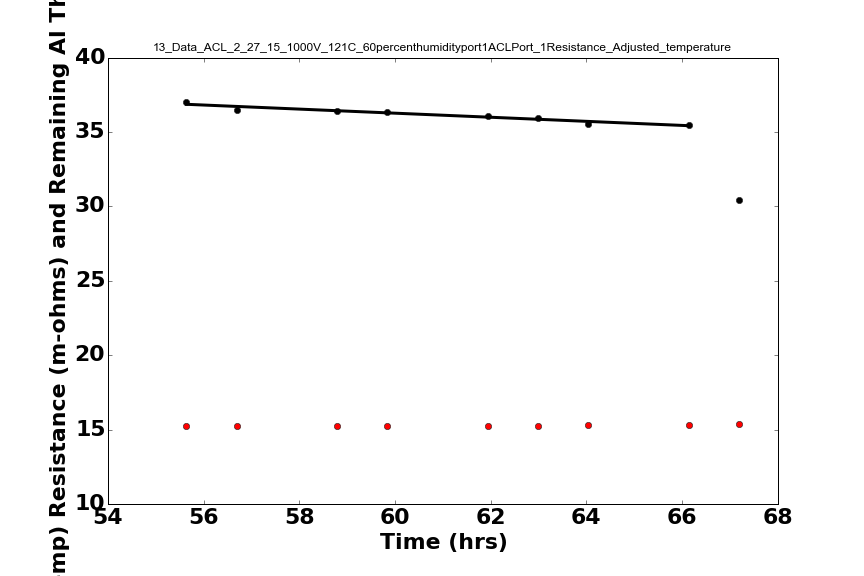 13_Data_ACL_2_27_15_1000V_121C_60percenthumidityport1ACLPort_1Resistance_Adjusted_temperature
mp) Resistance (m-ohms) and Remaining Al Th
40
35
30
25
20
15
10
54 56 58 60 62 64 66 68
Time (hrs)